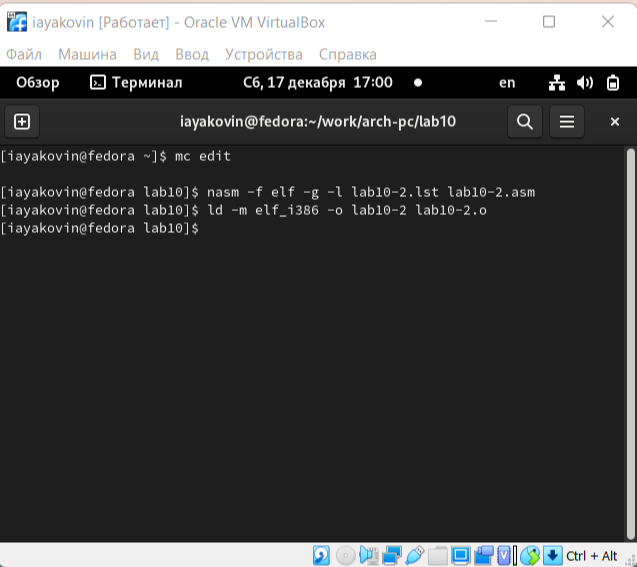 iayakovin [Работает] - Oracle VM VirtualBox
Файл Машина Вид Ввод Устройства Справка
Обзор Терминал Сб, 17 декабря 17:00 en
iayakovin@fedora:~/work/arch-pc/lab10
[iayakovin@fedora ~]$ mc edit
[iayakovin@fedora lab10]$ nasm -f elf -g -l lab10-2.lst lab10-2.asm
[iayakovin@fedora lab10]$ ld -m elf_i386 -o lab10-2 lab10-2.o
[iayakovin@fedora lab10]$
Ctrl + Alt